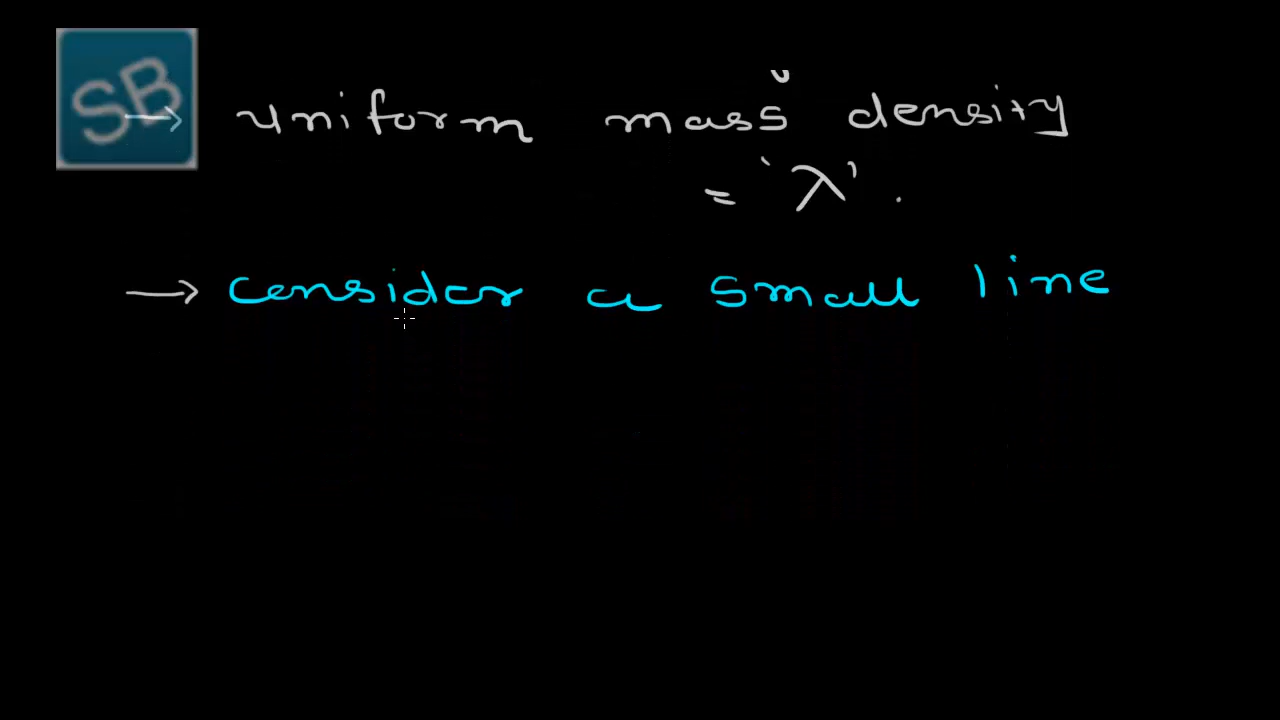 SB
→ uniform mass density
= 'λ' .
→ consider a small line